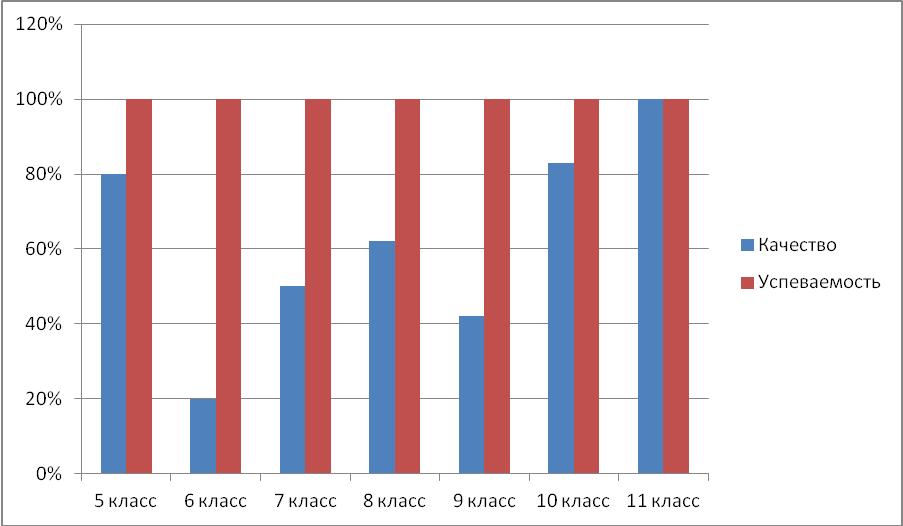 120%
100%
80%
60%
40%
20%
0%
5 класс
6 класс
7 класс
8 класс
9 класс
10 класс
11 класс
Качество
Успеваемость